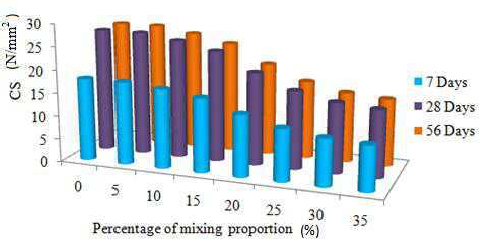 30
25
20
15
10
5
0
CS (N/mm²)
0 5 10 15 20 25 30 35
Percentage of mixing proportion (%)
7 Days
28 Days
56 Days